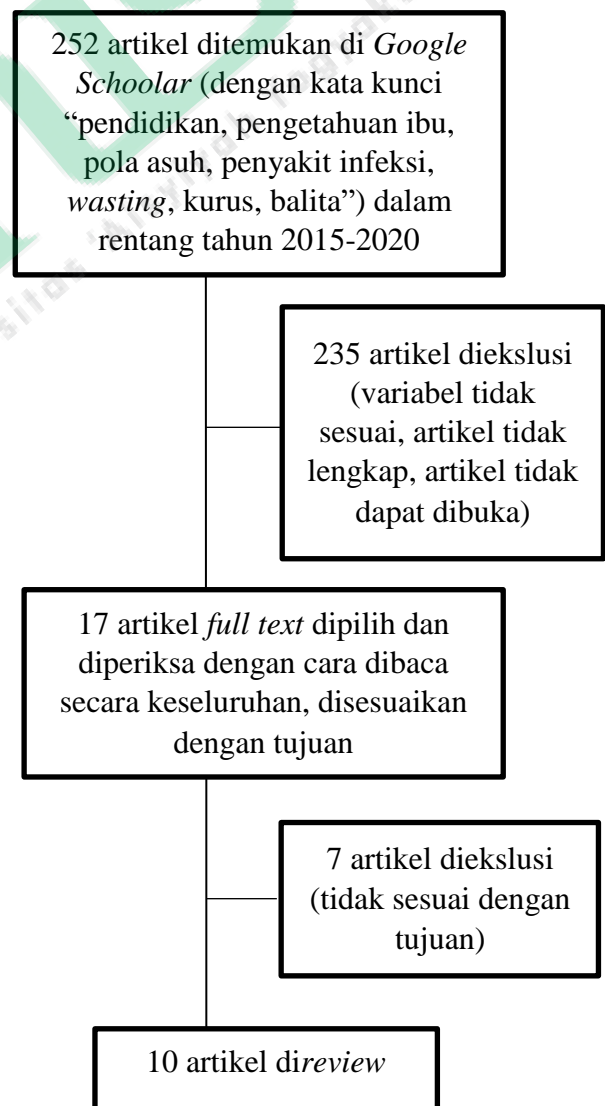 252 artikel ditemukan di Google
Schoolar (dengan kata kunci
“pendidikan, pengetahuan ibu,
pola asuh, penyakit infeksi,
wasting, kurus, balita”) dalam
rentang tahun 2015-2020
235 artikel diekslusi
(variabel tidak
sesuai, artikel tidak
lengkap, artikel tidak
dapat dibuka)
17 artikel full text dipilih dan
diperiksa dengan cara dibaca
secara keseluruhan, disesuaikan
dengan tujuan
7 artikel diekslusi
(tidak sesuai dengan
tujuan)
10 artikel direview